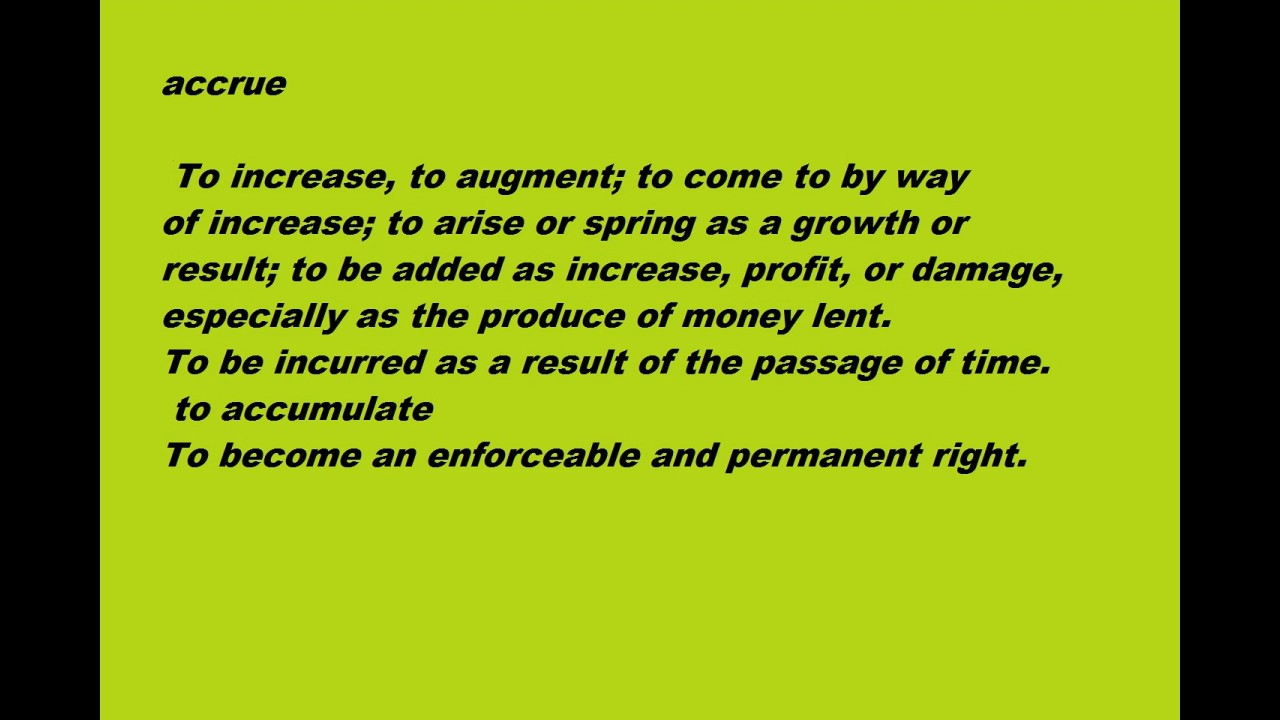 accrue
To increase, to augment; to come to by way
of increase; to arise or spring as a growth or
result; to be added as increase, profit, or damage,
especially as the produce of money lent.
To be incurred as a result of the passage of time.
to accumulate
To become an enforceable and permanent right.